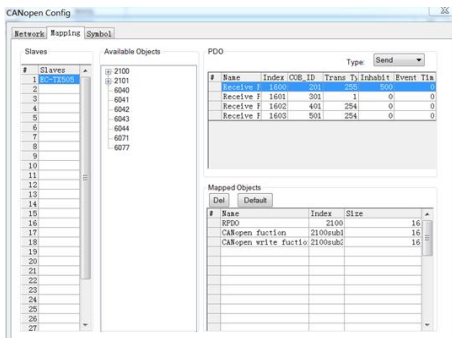 CANopen Config
Network Mapping Symbol
Slaves
# Slaves
1 EC-TX505
2
3
4
5
6
7
8
9
10
11
12
13
14
15
16
17
18
19
20
21
22
23
24
25
26
27
Available Objects
2100
2101
6040
6041
6042
6043
6044
6071
6077
PDO
Type: Send
# Name Index COB_ID Trans Ty Inhabit Event Tim
Receive P 1600 201 255 500 0
Receive P 1601 301 1 0 0
Receive P 1602 401 254 0 0
Receive P 1603 501 254 0 0
Mapped Objects
Del Default
# Name Index Size
RPDO 2100 16
CANopen fuction 2100sub1 16
CANopen write fuctio 2100sub2 16